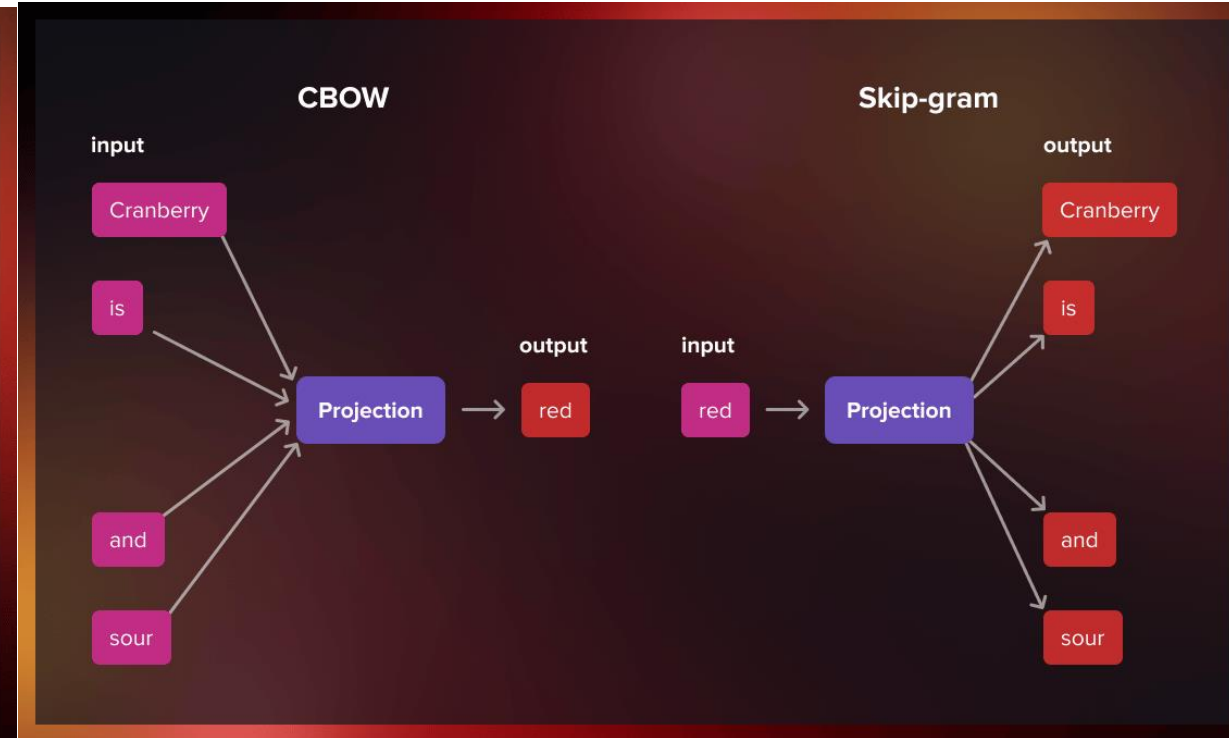 CBOW
input
Cranberry
is
and
sour
Projection
output
red
Skip-gram
input
red
Projection
output
Cranberry
is
and
sour